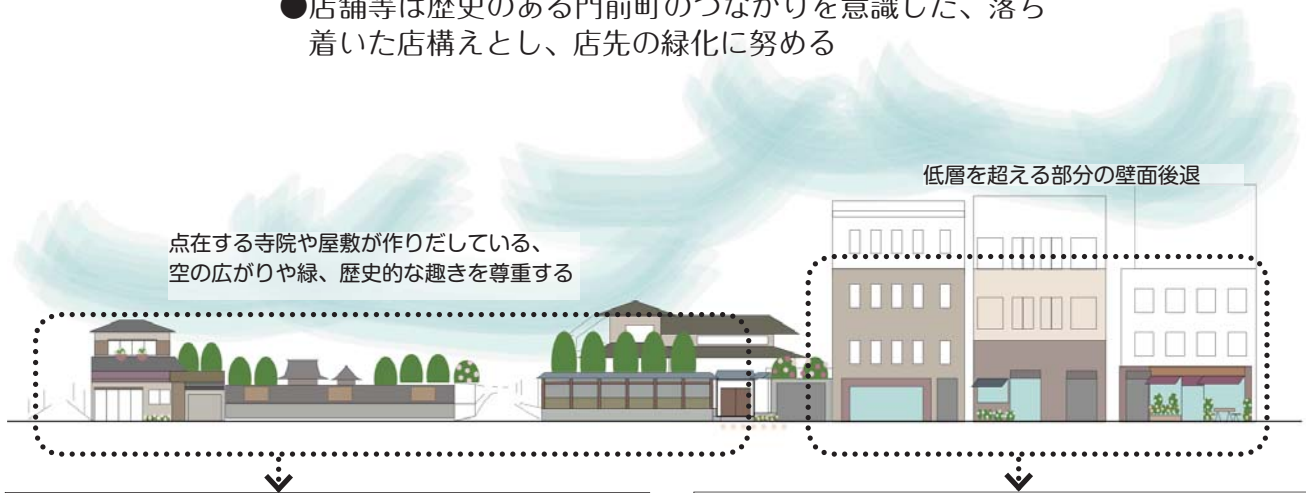 ●店舗等は歴史のある門前町のつながりを意識した、落ち
着いた店構えとし、店先の緑化に努める
低層を超える部分の壁面後退
点在する寺院や屋敷が作りだしている、
空の広がりや緑、歴史的な趣きを尊重する